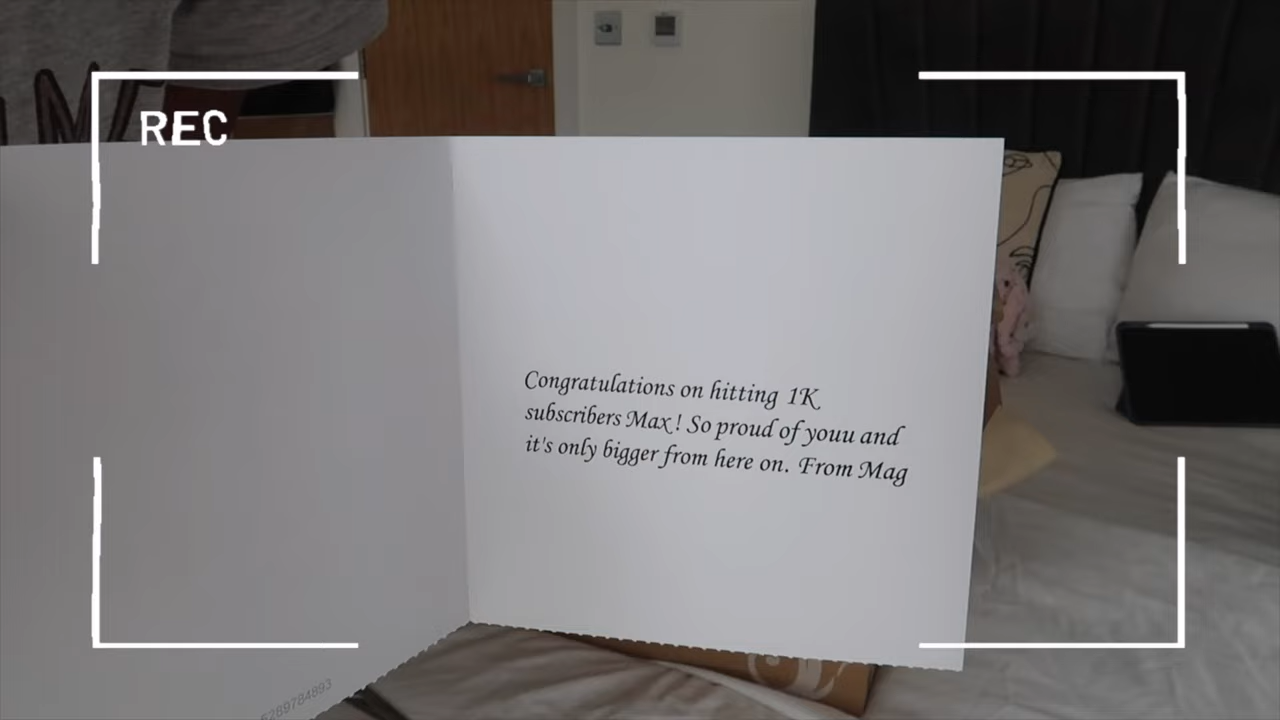 REC
Congratulations on hitting 1K
subscribers Max! So proud of youu and
it's only bigger from here on. From Mag
6289784893